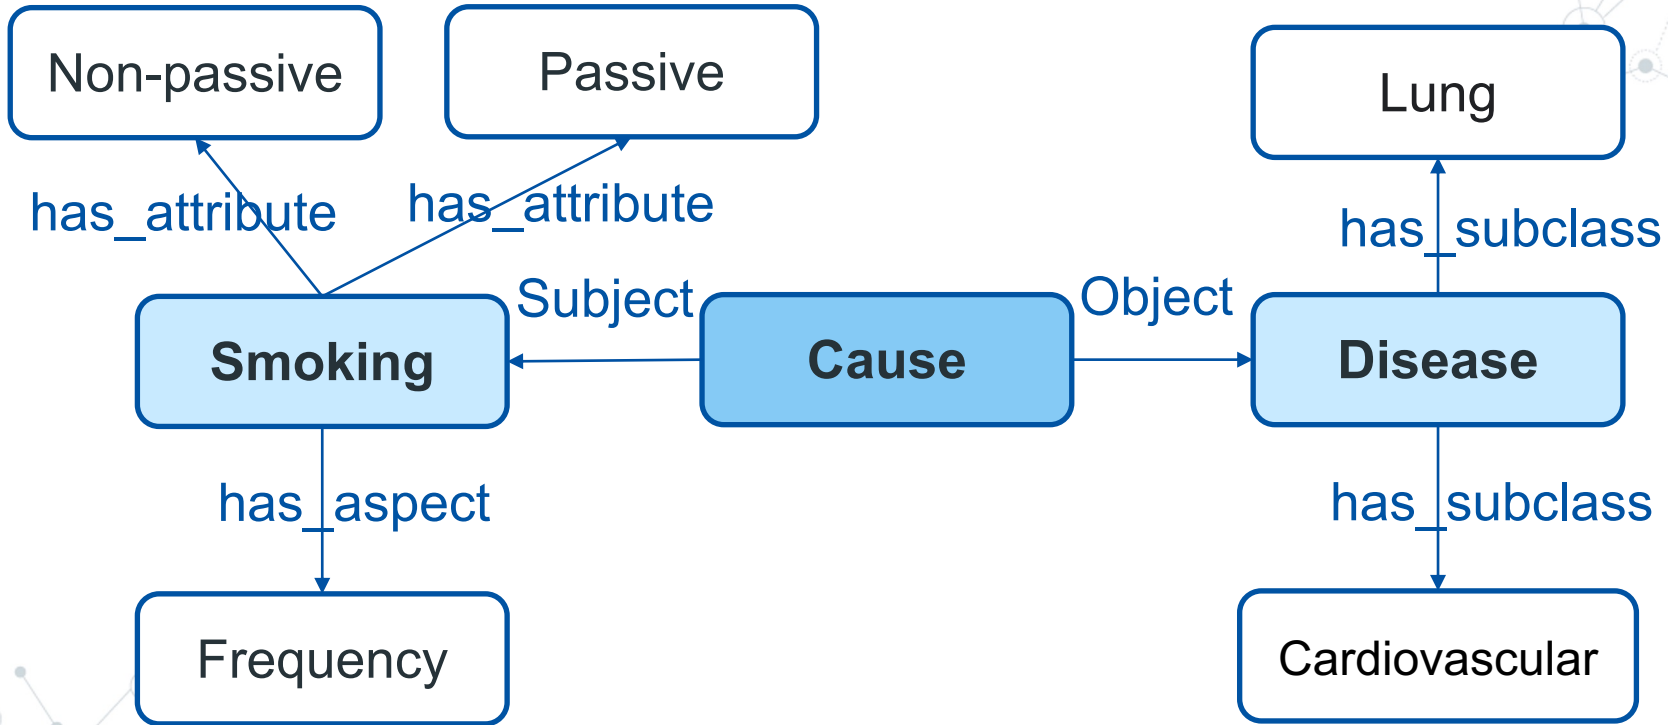 Non-passive
Passive
Lung
has_attribute
has_attribute
has_subclass
Subject
Object
Smoking
Cause
Disease
has_aspect
has_subclass
Frequency
Cardiovascular